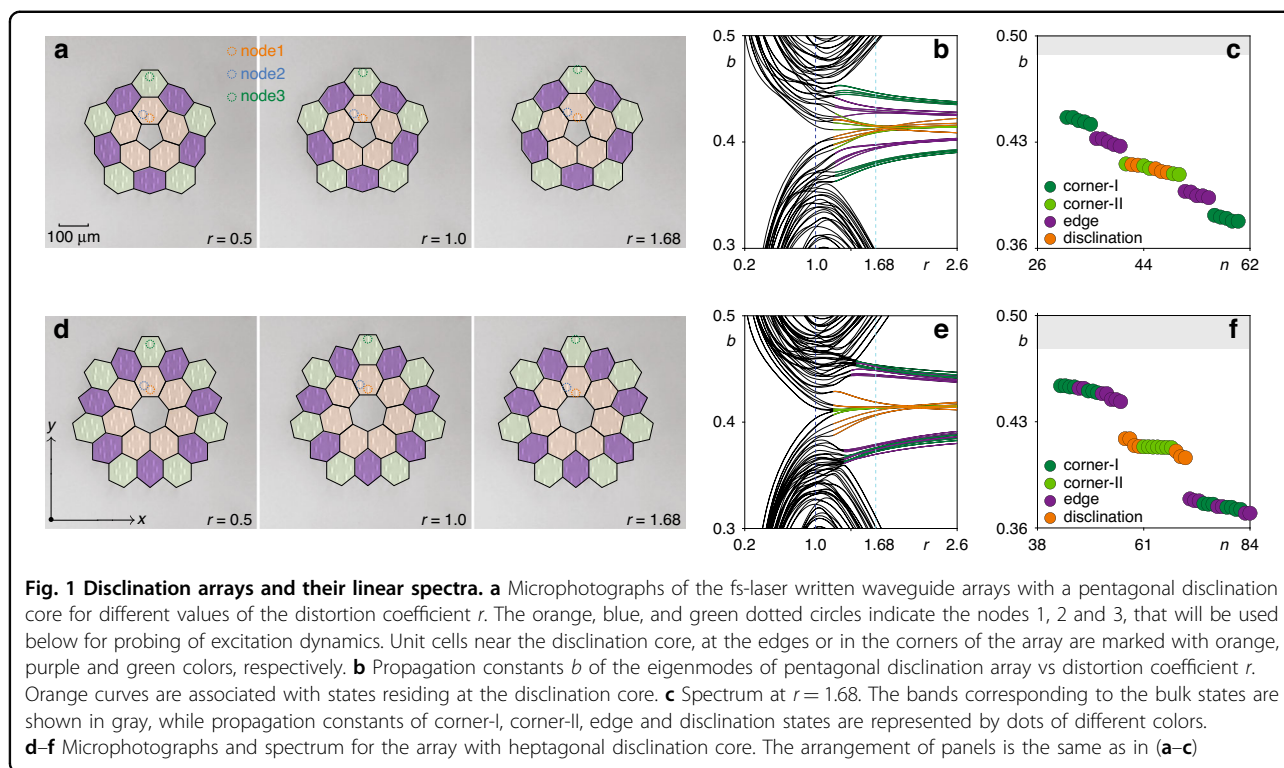 a
node1
node2
node3
100 μm
r = 0.5
r = 1.0
r = 1.68
b
0.5
b
0.4
0.3
0.2
1.0
1.68
r
2.6
c
0.50
b
0.43
0.36
corner-I
corner-II
edge
disclination
26
44
n
62
d
y
x
r = 0.5
r = 1.0
r = 1.68
e
0.5
b
0.4
0.3
0.2
1.0
1.68
r
2.6
f
0.50
b
0.43
0.36
corner-I
corner-II
edge
disclination
38
61
n
84
Fig. 1 Disclination arrays and their linear spectra. a Microphotographs of the fs-laser written waveguide arrays with a pentagonal disclination
core for different values of the distortion coefficient r. The orange, blue, and green dotted circles indicate the nodes 1, 2 and 3, that will be used
below for probing of excitation dynamics. Unit cells near the disclination core, at the edges or in the corners of the array are marked with orange,
purple and green colors, respectively. b Propagation constants b of the eigenmodes of pentagonal disclination array vs distortion coefficient r.
Orange curves are associated with states residing at the disclination core. c Spectrum at r = 1.68. The bands corresponding to the bulk states are
shown in gray, while propagation constants of corner-I, corner-II, edge and disclination states are represented by dots of different colors.
d–f Microphotographs and spectrum for the array with heptagonal disclination core. The arrangement of panels is the same as in (a–c)